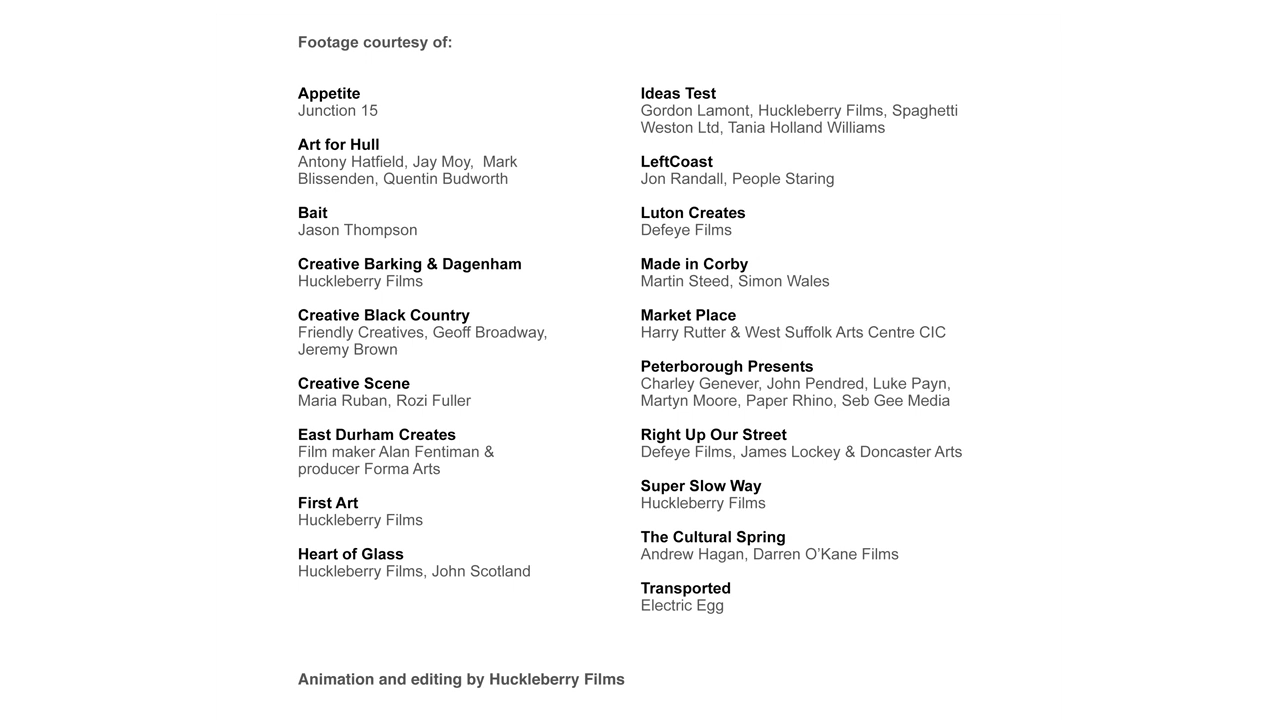 Footage courtesy of:
Appetite
Junction 15
Art for Hull
Antony Hatfield, Jay Moy,  Mark
Blissenden, Quentin Budworth
Bait
Jason Thompson
Creative Barking & Dagenham
Huckleberry Films
Creative Black Country
Friendly Creatives, Geoff Broadway,
Jeremy Brown
Creative Scene
Maria Ruban, Rozi Fuller
East Durham Creates
Film maker Alan Fentiman &
producer Forma Arts
First Art
Huckleberry Films
Heart of Glass
Huckleberry Films, John Scotland
Ideas Test
Gordon Lamont, Huckleberry Films, Spaghetti
Weston Ltd, Tania Holland Williams
LeftCoast
Jon Randall, People Staring
Luton Creates
Defeye Films
Made in Corby
Martin Steed, Simon Wales
Market Place
Harry Rutter & West Suffolk Arts Centre CIC
Peterborough Presents
Charley Genever, John Pendred, Luke Payn,
Martyn Moore, Paper Rhino, Seb Gee Media
Right Up Our Street
Defeye Films, James Lockey & Doncaster Arts
Super Slow Way
Huckleberry Films
The Cultural Spring
Andrew Hagan, Darren O’Kane Films
Transported
Electric Egg
Animation and editing by Huckleberry Films